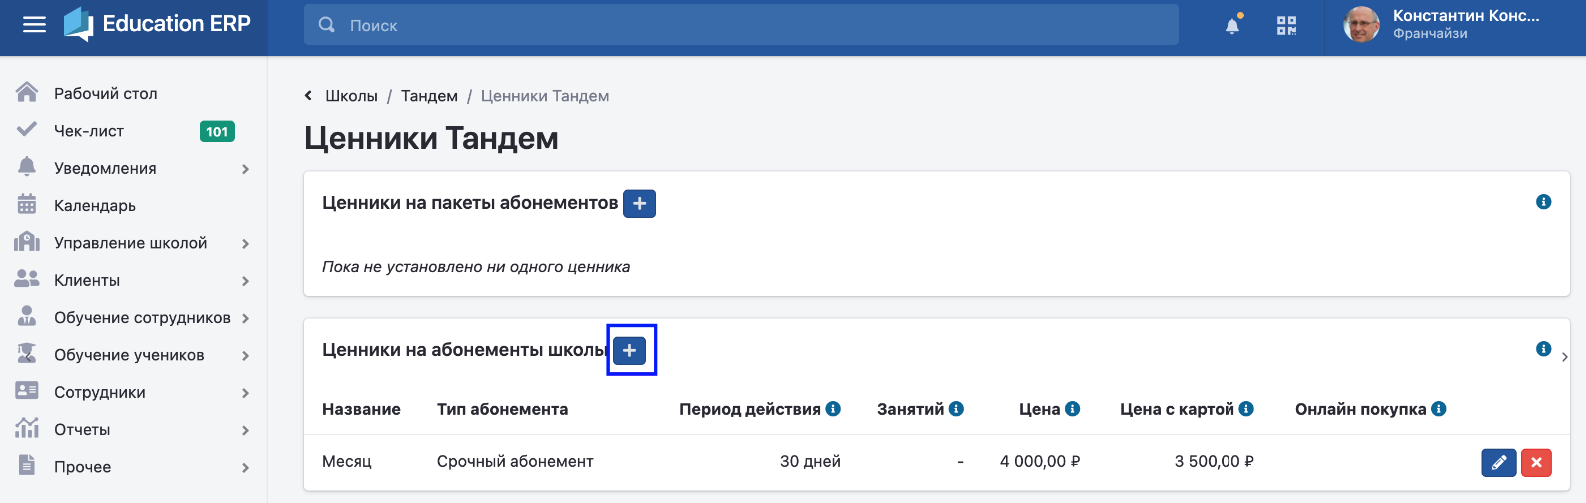 Education ERP
Поиск
Константин Конс...
Франчайзи
Рабочий стол
Чек-лист 101
Уведомления
Календарь
Управление школой
Клиенты
Обучение сотрудников
Обучение учеников
Сотрудники
Отчеты
Прочее
Школы / Тандем / Ценники Тандем
Ценники Тандем
Ценники на пакеты абонементов
Пока не установлено ни одного ценника
Ценники на абонементы школы
Название Тип абонемента Период действия Занятий Цена Цена с картой Онлайн покупка
Месяц Срочный абонемент 30 дней - 4 000,00 ₽ 3 500,00 ₽